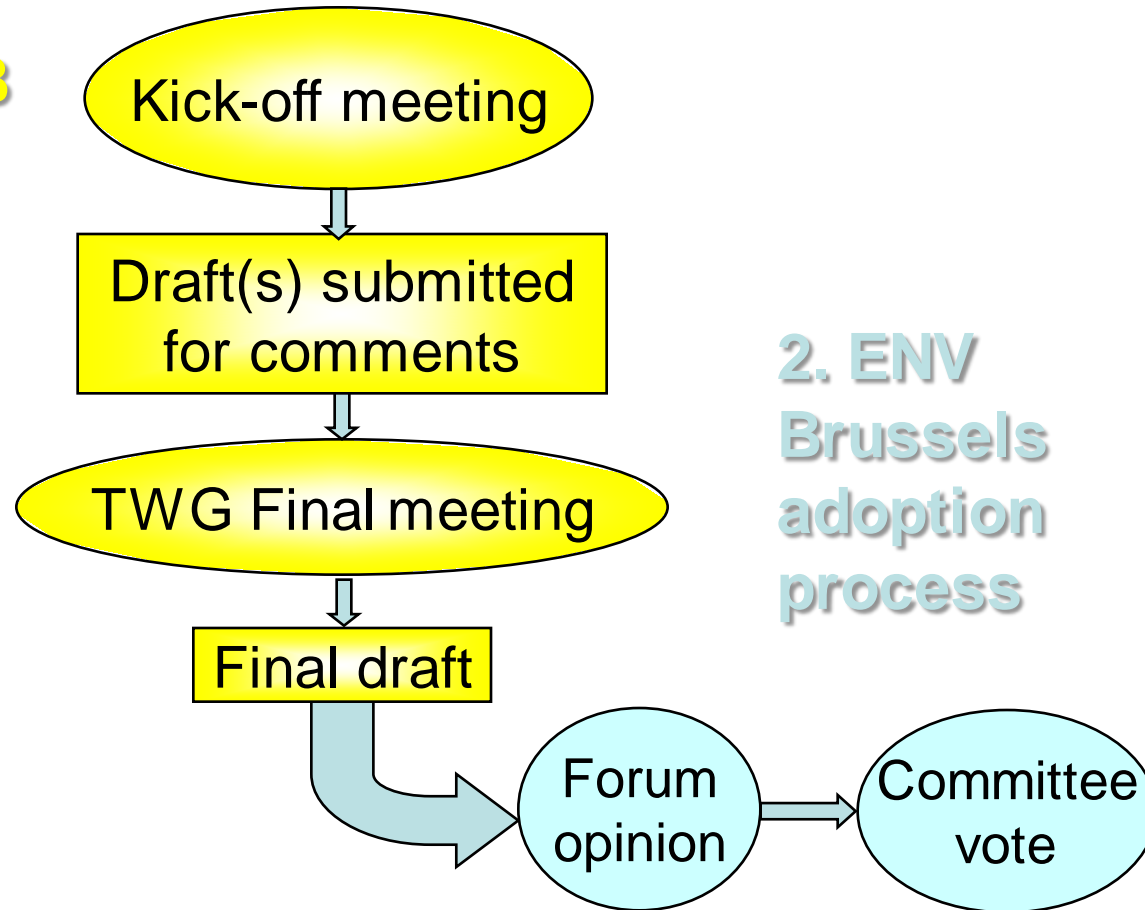 Kick-off meeting
Draft(s) submitted
for comments
2. ENV
Brussels
adoption
process
TWG Final meeting
Final draft
Forum
opinion
Committee
vote